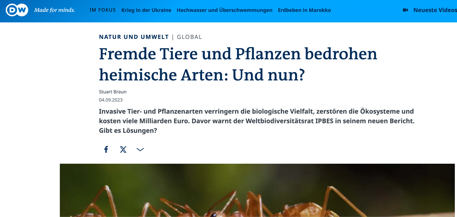 DW Made for minds. IM FOKUS Krieg in der Ukraine Hochwasser und Überschwemmungen Erdbeben in Marokko Neueste Videos
NATUR UND UMWELT | GLOBAL
Fremde Tiere und Pflanzen bedrohen
heimische Arten: Und nun?
Stuart Braun
04.09.2023
Invasive Tier- und Pflanzenarten verringern die biologische Vielfalt, zerstören die Ökosysteme und
kosten viele Milliarden Euro. Davor warnt der Weltbiodiversitätsrat IPBES in seinem neuen Bericht.
Gibt es Lösungen?